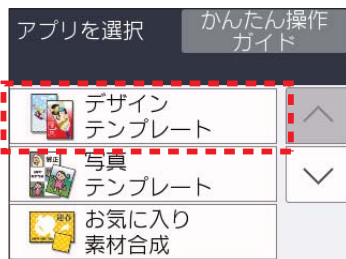 アプリを選択
かんたん操作
ガイド
デザイン
テンプレート
写真
テンプレート
お気に入り
素材合成